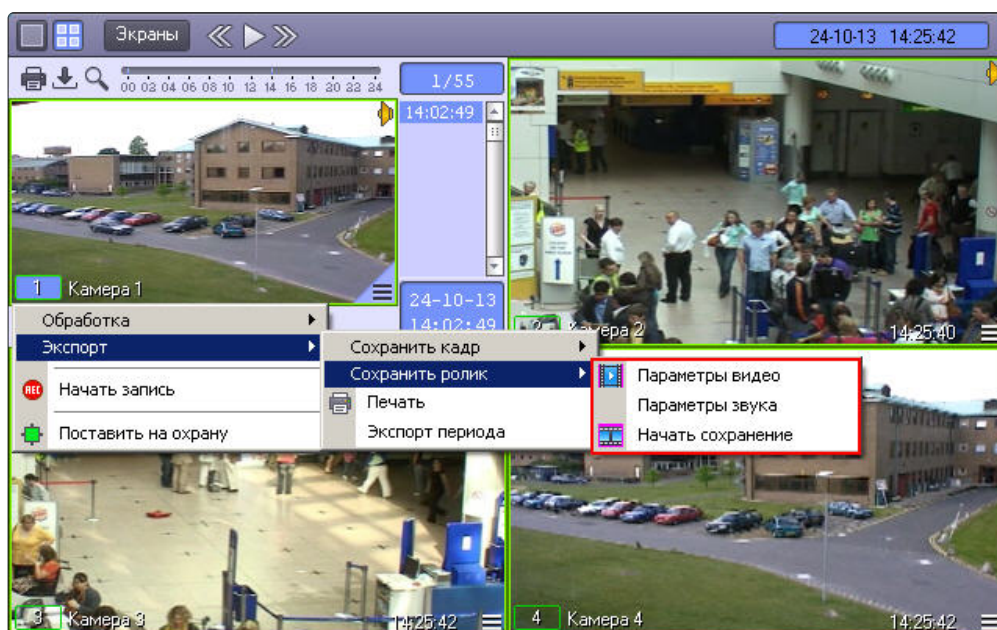 Экраны
24-10-13 14:25:42
00 02 04 06 08 10 12 14 16 18 20 22 24
1/55
14:02:49
1 Камера 1
24-10-13
14:02:49
2 Камера 2
14:25:40
Обработка
Экспорт
Начать запись
Поставить на охрану
REC
Сохранить кадр
Сохранить ролик
Печать
Экспорт периода
Параметры видео
Параметры звука
Начать сохранение
3 Камера 3
14:25:42
4 Камера 4
14:25:42